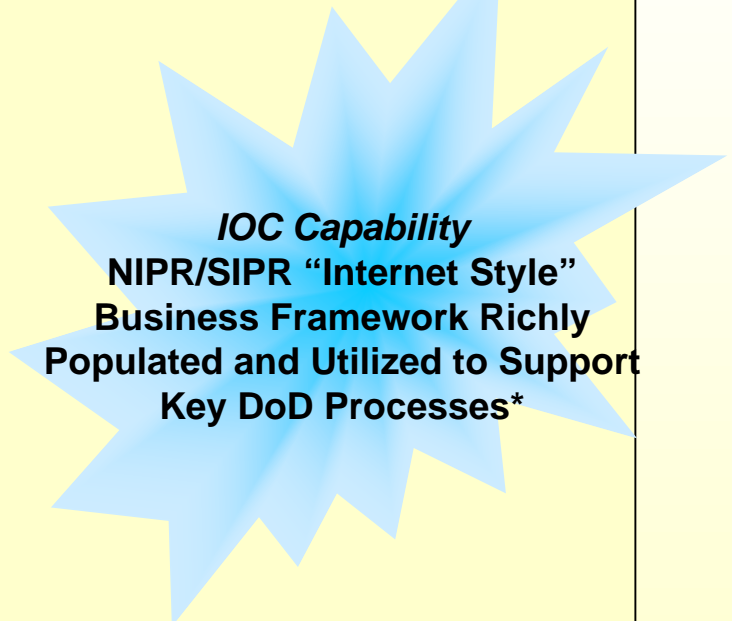 IOC Capability
NIPR/SIPR “Internet Style”
Business Framework Richly
Populated and Utilized to Support
Key DoD Processes*